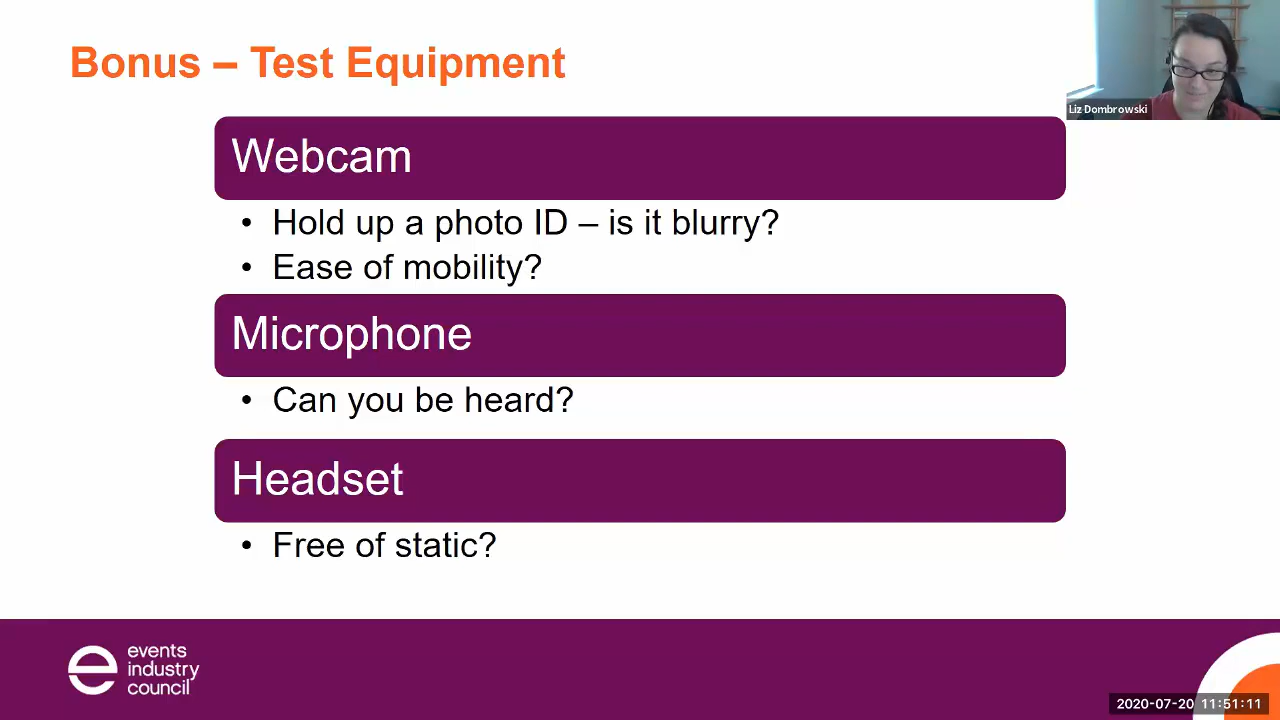 Bonus – Test Equipment
Liz Dombrowski
Webcam
• Hold up a photo ID – is it blurry?
• Ease of mobility?
Microphone
• Can you be heard?
Headset
• Free of static?
events
industry
council
2020-07-20 11:51:11